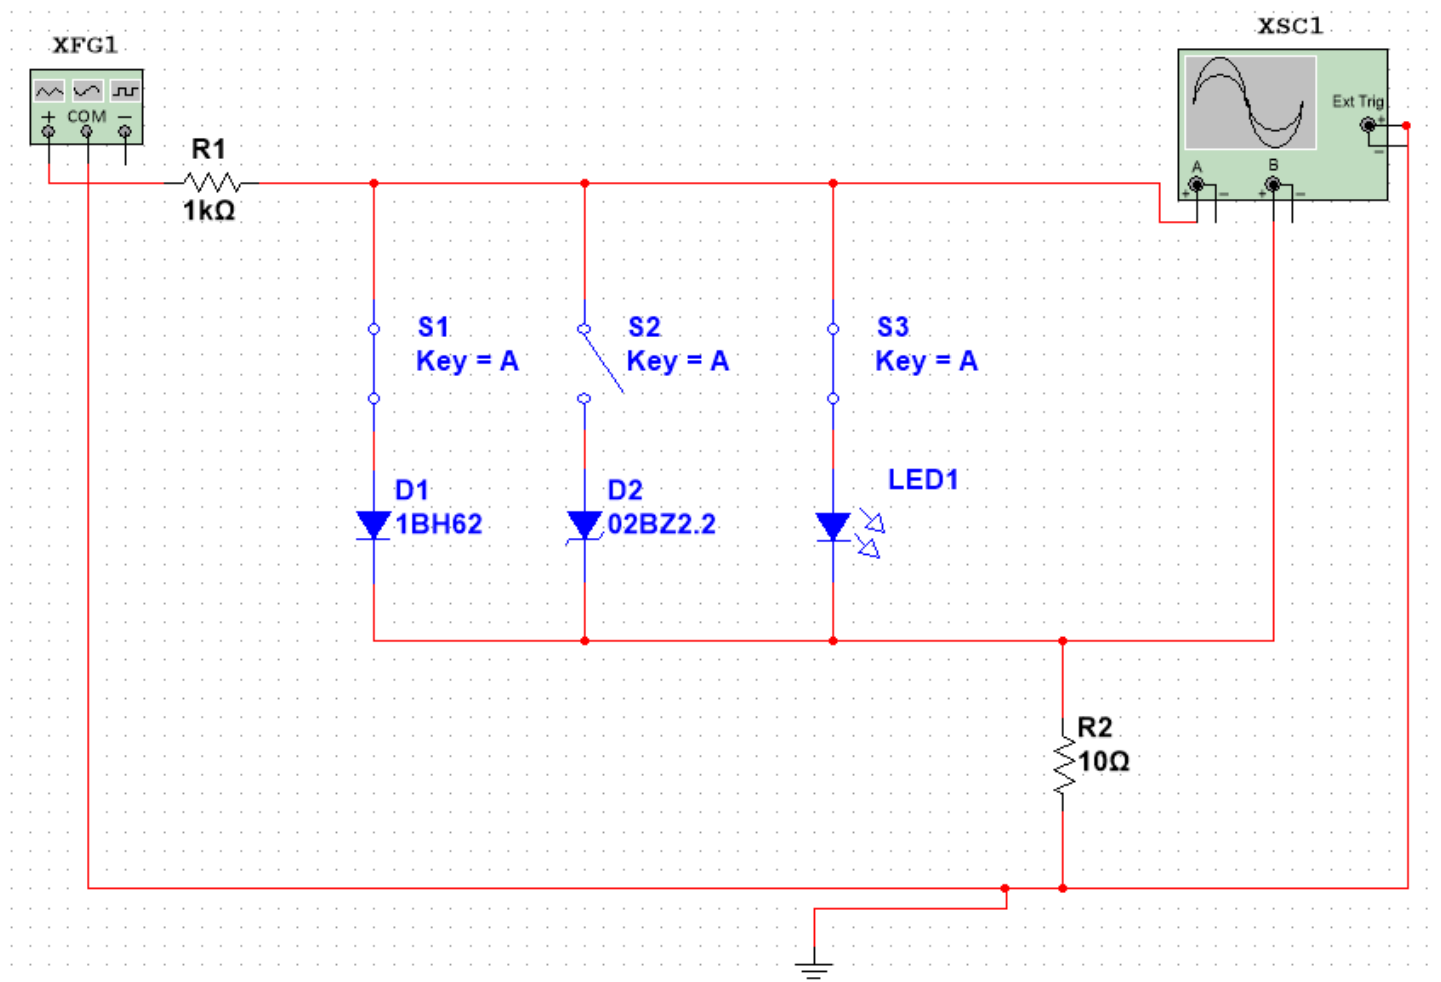 XFG1
+ COM −
R1
1kΩ
XSC1
Ext Trig
+
−
A
B
+ − + −
S1
Key = A
S2
Key = A
S3
Key = A
D1
1BH62
D2
02BZ2.2
LED1
R2
10Ω